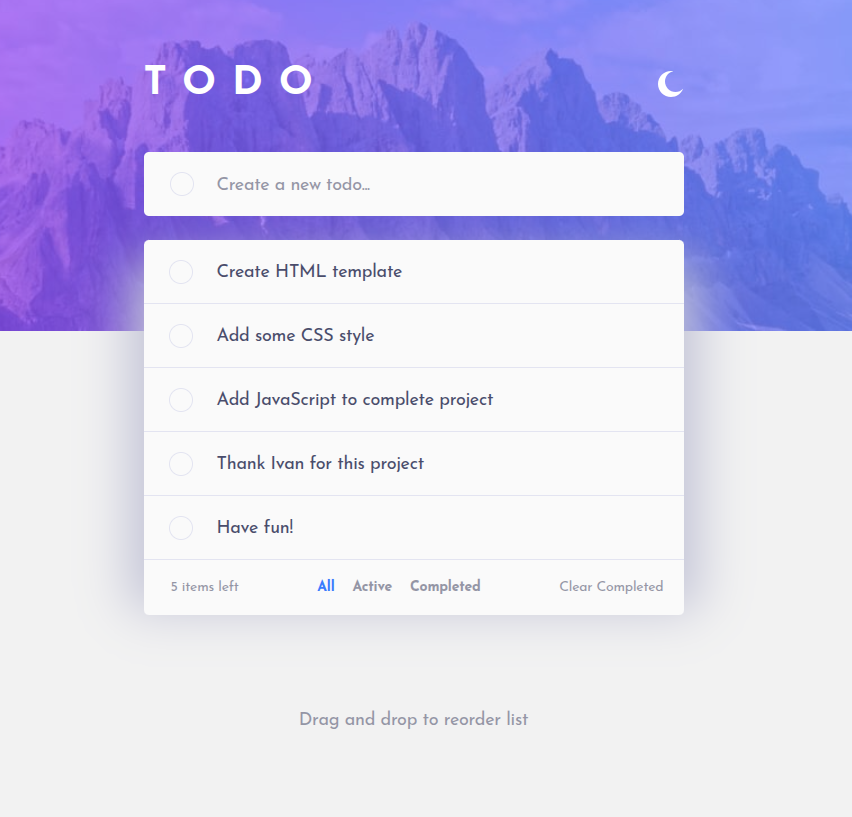 TODO
Create a new todo...
Create HTML template
Add some CSS style
Add JavaScript to complete project
Thank Ivan for this project
Have fun!
5 items left All Active Completed Clear Completed
Drag and drop to reorder list